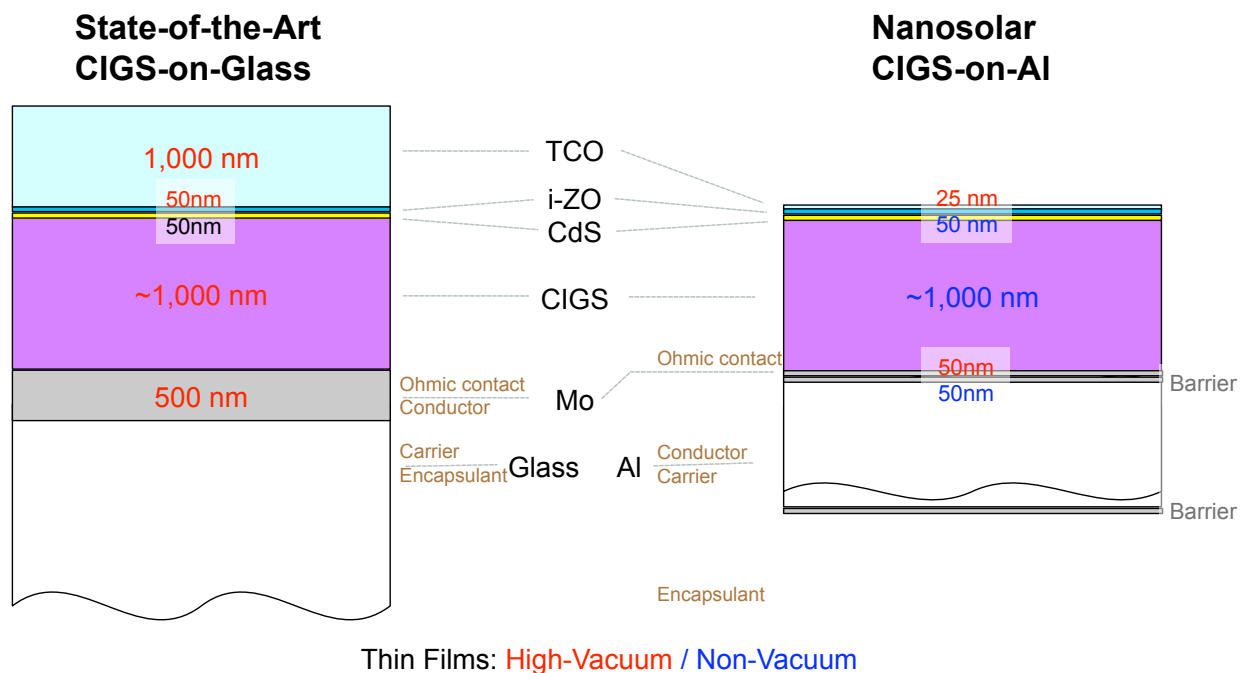 State-of-the-Art
CIGS-on-Glass
Nanosolar
CIGS-on-Al
1,000 nm
50nm
50nm
~1,000 nm
500 nm
TCO
i-ZO
CdS
CIGS
Ohmic contact
Conductor
Mo
Ohmic contact
Carrier
Encapsulant
Glass
Al
Conductor
Carrier
Encapsulant
25 nm
50 nm
~1,000 nm
50nm
50nm
Barrier
Barrier
Thin Films: High-Vacuum / Non-Vacuum